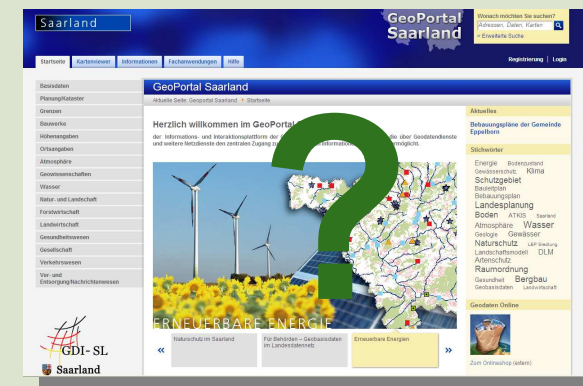 Saarland
GeoPortal
Saarland
Wonach möchten Sie suchen?
Adressen, Daten, Karten
» Erweiterte Suche
Startseite Kartenviewer Informationen Fachanwendungen Hilfe
Registrierung | Login
Basisdaten
Planung/Kataster
Grenzen
Bauwerke
Höhenangaben
Ortsangaben
Atmosphäre
Geowissenschaften
Wasser
Natur- und Landschaft
Forstwirtschaft
Landwirtschaft
Gesundheitswesen
Gesellschaft
Verkehrswesen
Ver- und
Entsorgung/Nachrichtenwesen
GDI- SL
Saarland
GeoPortal Saarland
Aktuelle Seite: Geoportal Saarland Startseite
Herzlich willkommen im GeoPortal
der Informations- und Interaktionsplattform der die über Geodatendienste
und weitere Netzdienste den zentralen Zugang zu ermöglicht.
?
ERNEUERBARE ENERGIE
« Naturschutz im Saarland
Für Behörden – Geobasisdaten
im Landesdatennetz
Erneuerbare Energien »
Aktuelles
Bebauungspläne der Gemeinde
Eppelborn
Stichwörter
Energie Bodenzustand
Gewässerschutz Klima
Schutzgebiet
Bauleitplan
Bebauungsplan
Landesplanung
Boden ATKIS Saarland
Atmosphäre Wasser
Geologie Gewässer
Naturschutz LEP Siedlung
Landschaftsmodell DLM
Artenschutz
Raumordnung
Gesundheit Bergbau
Geobasisdaten Landwirtschaft
Geodaten Online
Zum Onlineshop (extern)